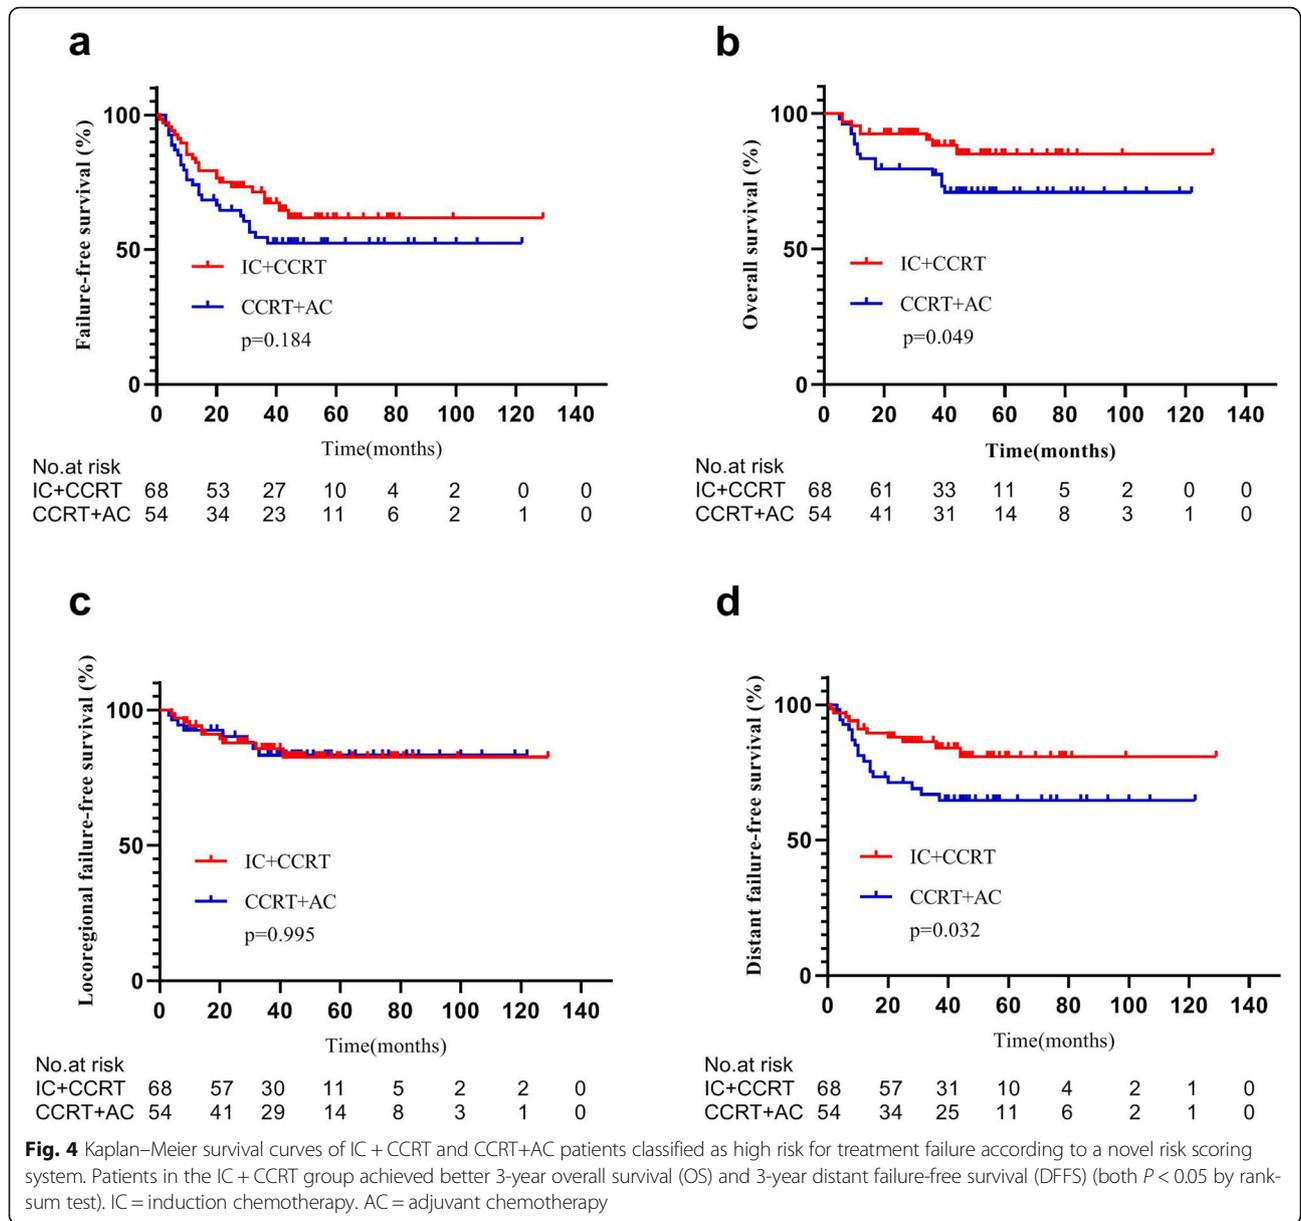 a
Failure-free survival (%)
100
50
0
IC+CCRT
CCRT+AC
p=0.184
0 20 40 60 80 100 120 140
Time(months)
No.at risk
IC+CCRT 68 53 27 10 4 2 0 0
CCRT+AC 54 34 23 11 6 2 1 0
b
Overall survival (%)
100
50
0
IC+CCRT
CCRT+AC
p=0.049
0 20 40 60 80 100 120 140
Time(months)
No.at risk
IC+CCRT 68 61 33 11 5 2 0 0
CCRT+AC 54 41 31 14 8 3 1 0
c
Locoregional failure-free survival (%)
100
50
0
IC+CCRT
CCRT+AC
p=0.995
0 20 40 60 80 100 120 140
Time(months)
No.at risk
IC+CCRT 68 57 30 11 5 2 2 0
CCRT+AC 54 41 29 14 8 3 1 0
d
Distant failure-free survival (%)
100
50
0
IC+CCRT
CCRT+AC
p=0.032
0 20 40 60 80 100 120 140
Time(months)
No.at risk
IC+CCRT 68 57 31 10 4 2 1 0
CCRT+AC 54 34 25 11 6 2 1 0
Fig. 4 Kaplan–Meier survival curves of IC + CCRT and CCRT+AC patients classified as high risk for treatment failure according to a novel risk scoring
system. Patients in the IC + CCRT group achieved better 3-year overall survival (OS) and 3-year distant failure-free survival (DFFS) (both P < 0.05 by rank-
sum test). IC = induction chemotherapy. AC = adjuvant chemotherapy